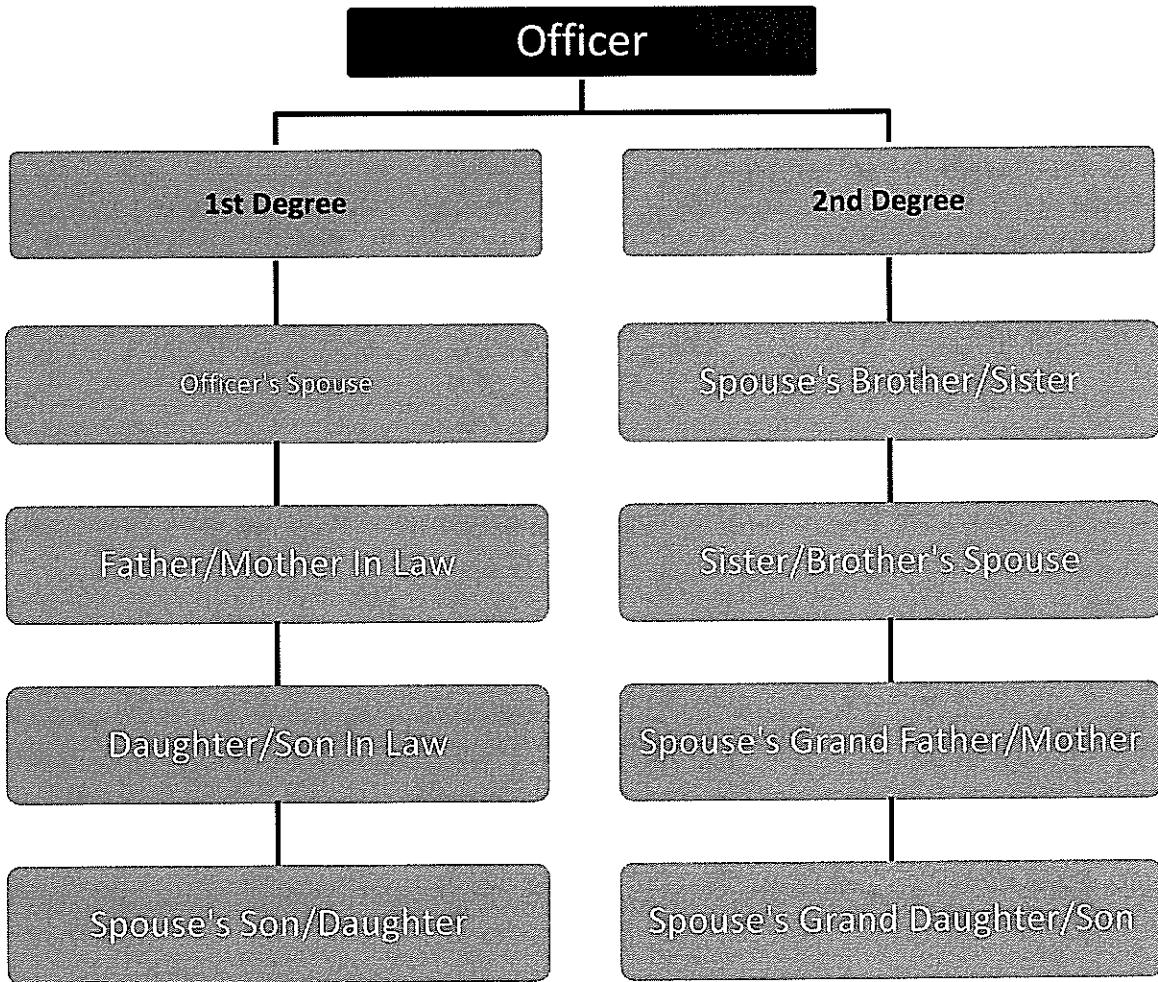 Officer
1st Degree
2nd Degree
Officer's Spouse
Spouse's Brother/Sister
Father/Mother In Law
Sister/Brother's Spouse
Daughter/Son In Law
Spouse's Grand Father/Mother
Spouse's Son/Daughter
Spouse's Grand Daughter/Son